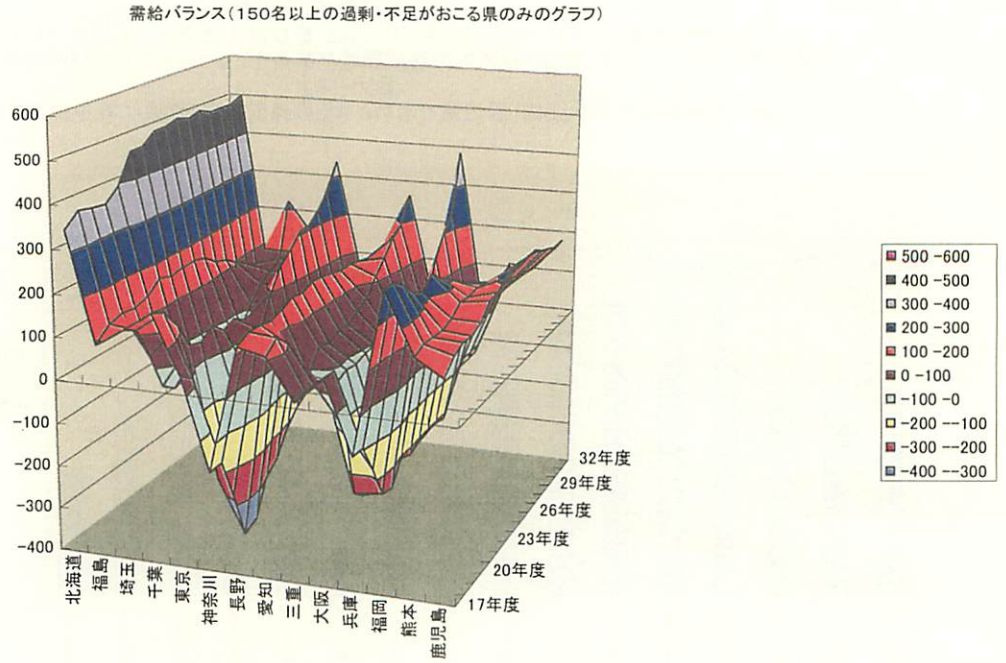 需給バランス(150名以上の過剰・不足がおこる県のみのグラフ)
600
500
400
300
200
100
0
-100
-200
-300
-400
北海道
福島
埼玉
千葉
東京
神奈川
長野
愛知
三重
大阪
兵庫
福岡
熊本
鹿児島
17年度
20年度
23年度
26年度
29年度
32年度
500 -600
400 -500
300 -400
200 -300
100 -200
0 -100
-100 -0
-200 --100
-300 --200
-400 --300